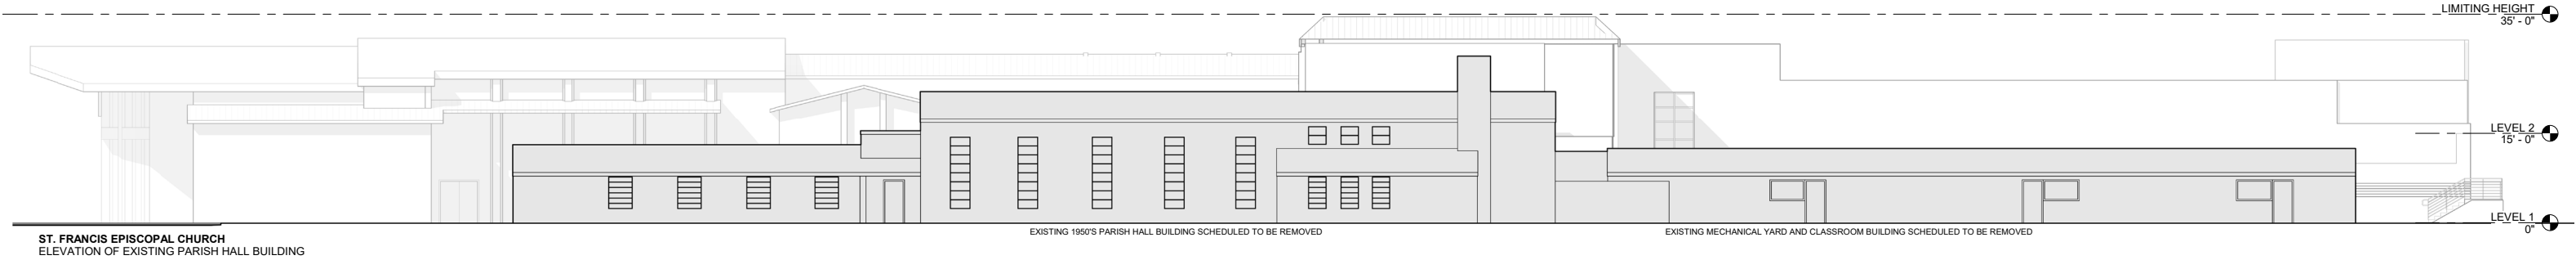 LIMITING HEIGHT
35' - 0"
LEVEL 2
15' - 0"
LEVEL 1
0"
EXISTING 1950'S PARISH HALL BUILDING SCHEDULED TO BE REMOVED
EXISTING MECHANICAL YARD AND CLASSROOM BUILDING SCHEDULED TO BE REMOVED
ST. FRANCIS EPISCOPAL CHURCH
ELEVATION OF EXISTING PARISH HALL BUILDING